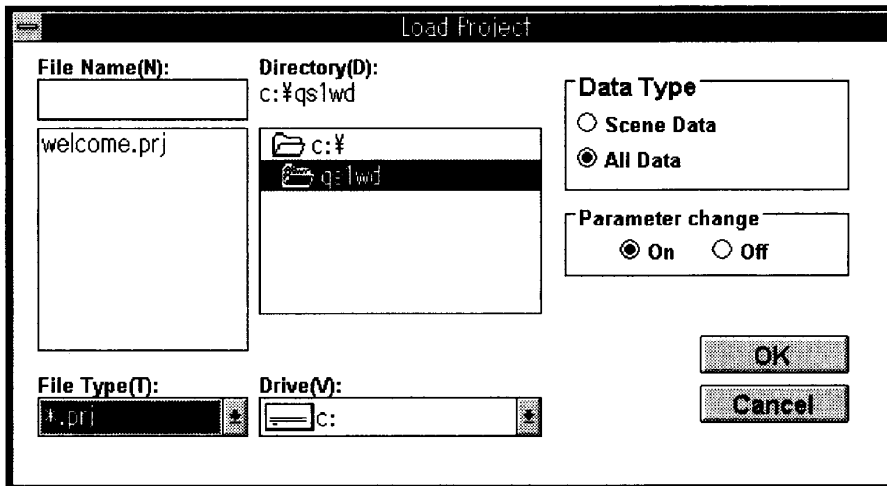 Load Project
File Name(N):
Directory(D):
c:¥qs1wd
welcome.prj
c:¥
qs1wd
File Type(T):
*.prj
Drive(V):
c:
Data Type
Scene Data
All Data
Parameter change
On Off
OK
Cancel